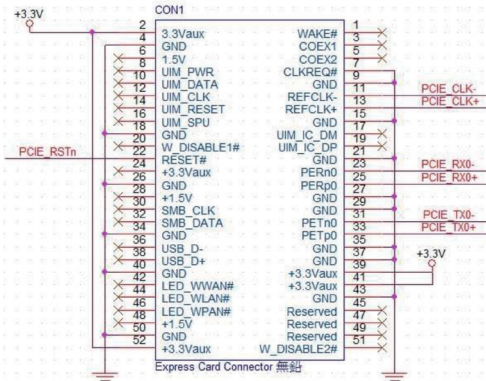 CON1
+3.3V
2 3.3Vaux WAKE# 1
4 GND COEX1 3
6 1.5V COEX2 5
8 UIM_PWR CLKREQ# 7
10 UIM_DATA GND 9
12 UIM_CLK REFCLK- 11 PCIE_CLK-
14 UIM_RESET REFCLK+ 13 PCIE_CLK+
16 UIM_SPU GND 15
18 GND UIM_IC_DM 17
20 W_DISABLE1# UIM_IC_DP 19
PCIE_RSTn 22 RESET# GND 21
24 +3.3Vaux PERn0 23 PCIE_RX0-
26 GND PERp0 25 PCIE_RX0+
28 +1.5V GND 27
30 SMB_CLK GND 29
32 SMB_DATA PETn0 31 PCIE_TX0-
34 GND PETp0 33 PCIE_TX0+
36 USB_D- GND 35
38 USB_D+ GND 37 +3.3V
40 GND +3.3Vaux 39
42 LED_WWAN# +3.3Vaux 41
44 LED_WLAN# GND 43
46 LED_WPAN# Reserved 45
48 +1.5V Reserved 47
50 GND Reserved 49
52 +3.3Vaux W_DISABLE2# 51
Express Card Connector 無鉛